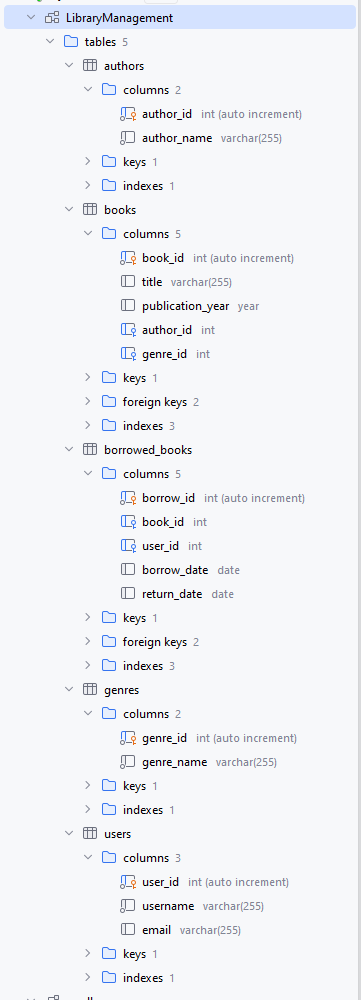 LibraryManagement
tables 5
authors
columns 2
author_id int (auto increment)
author_name varchar(255)
keys 1
indexes 1
books
columns 5
book_id int (auto increment)
title varchar(255)
publication_year year
author_id int
genre_id int
keys 1
foreign keys 2
indexes 3
borrowed_books
columns 5
borrow_id int (auto increment)
book_id int
user_id int
borrow_date date
return_date date
keys 1
foreign keys 2
indexes 3
genres
columns 2
genre_id int (auto increment)
genre_name varchar(255)
keys 1
indexes 1
users
columns 3
user_id int (auto increment)
username varchar(255)
email varchar(255)
keys 1
indexes 1